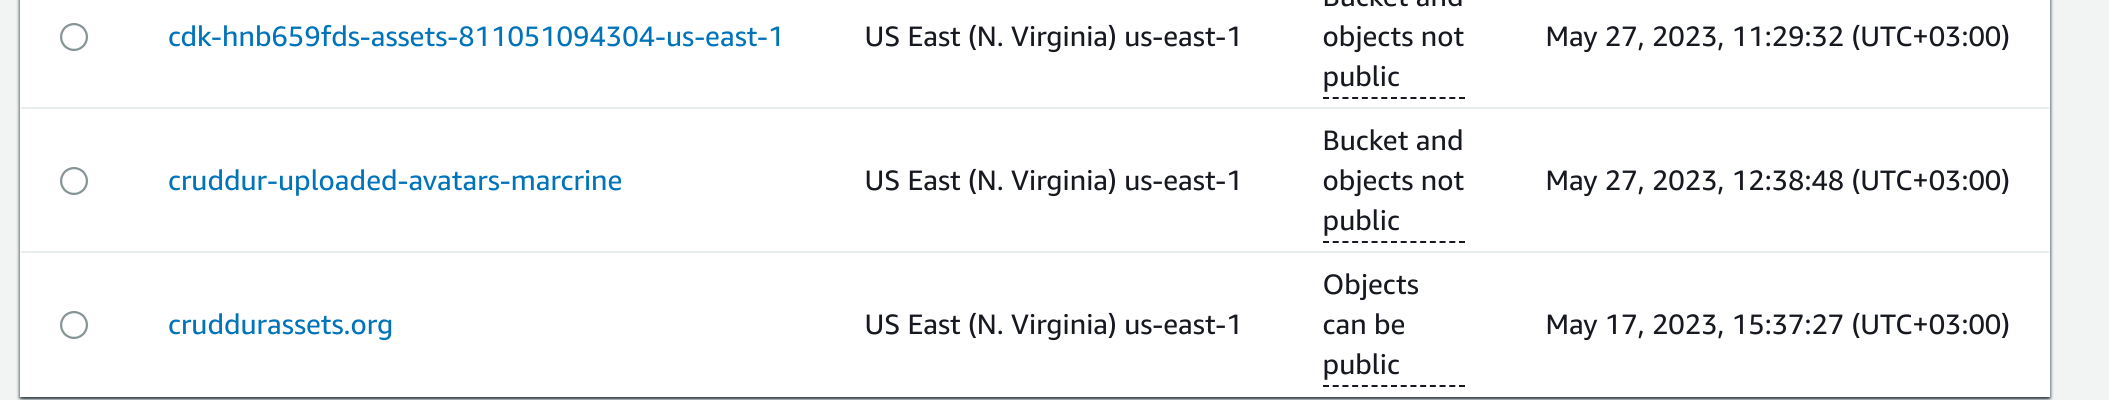 Bucket and
cdk-hnb659fds-assets-811051094304-us-east-1 US East (N. Virginia) us-east-1 objects not May 27, 2023, 11:29:32 (UTC+03:00)
public
Bucket and
cruddur-uploaded-avatars-marcrine US East (N. Virginia) us-east-1 objects not May 27, 2023, 12:38:48 (UTC+03:00)
public
Objects
cruddurassets.org US East (N. Virginia) us-east-1 can be May 17, 2023, 15:37:27 (UTC+03:00)
public